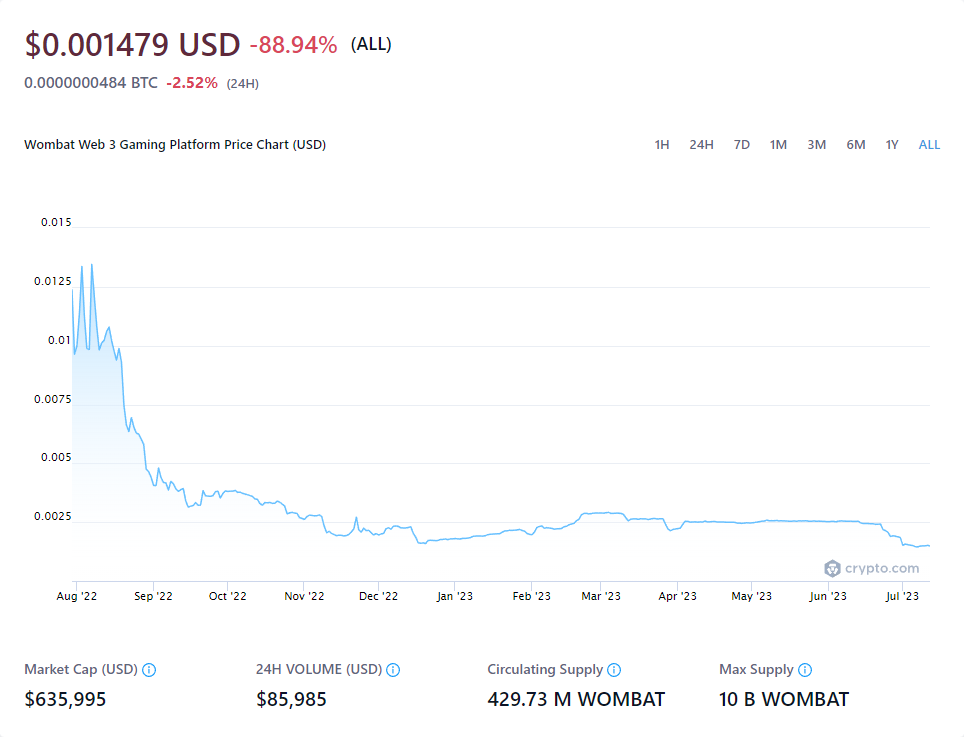 $0.001479 USD -88.94% (ALL)
0.0000000484 BTC -2.52% (24H)
Wombat Web 3 Gaming Platform Price Chart (USD) 1H 24H 7D 1M 3M 6M 1Y ALL
0.015
0.0125
0.01
0.0075
0.005
0.0025
crypto.com
Aug '22 Sep '22 Oct '22 Nov '22 Dec '22 Jan '23 Feb '23 Mar '23 Apr '23 May '23 Jun '23 Jul '23
Market Cap (USD) 24H VOLUME (USD) Circulating Supply Max Supply
$635,995 $85,985 429.73 M WOMBAT 10 B WOMBAT